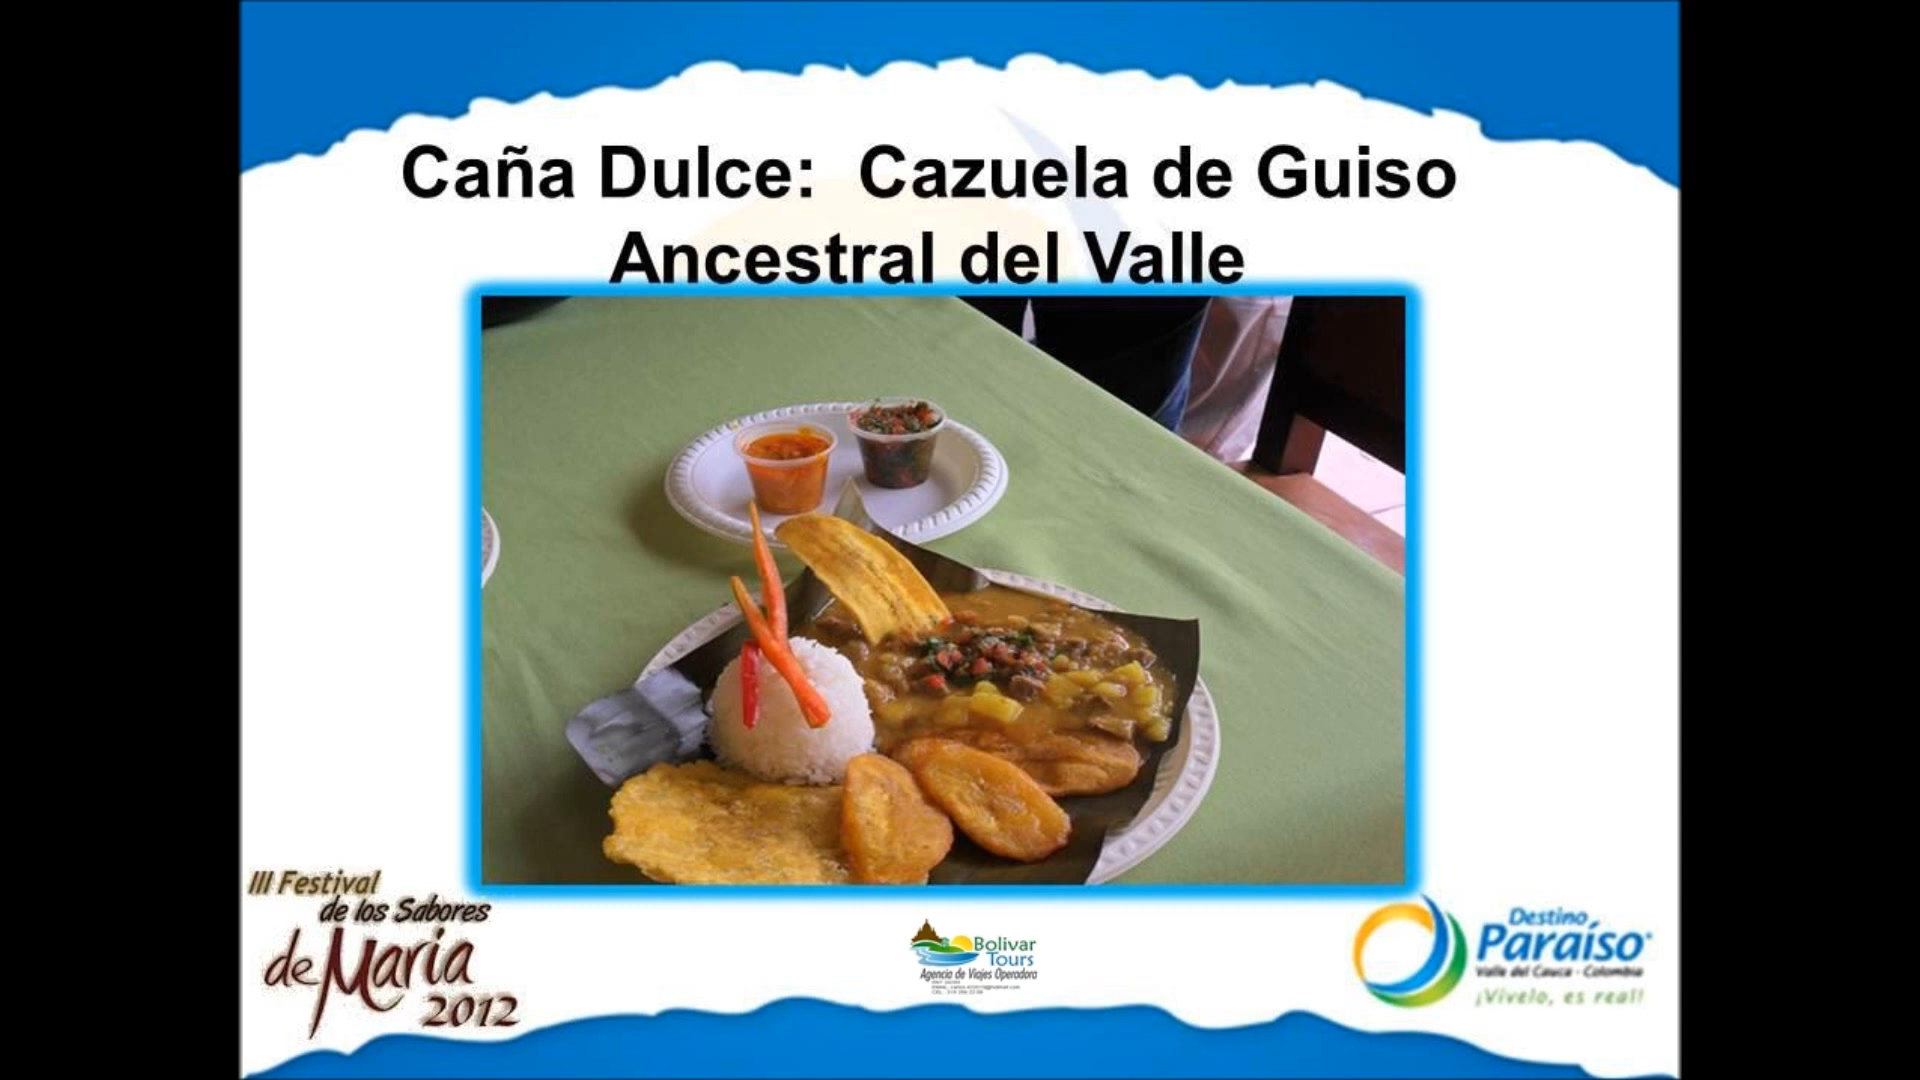 Caña Dulce: Cazuela de Guiso
Ancestral del Valle
III Festival
de los Sabores
de María
2012
Bolivar
Tours
Agencia de Viajes Operadora
Destino
Paraíso
Valle del Cauca - Colombia
¡Vívelo, es real!